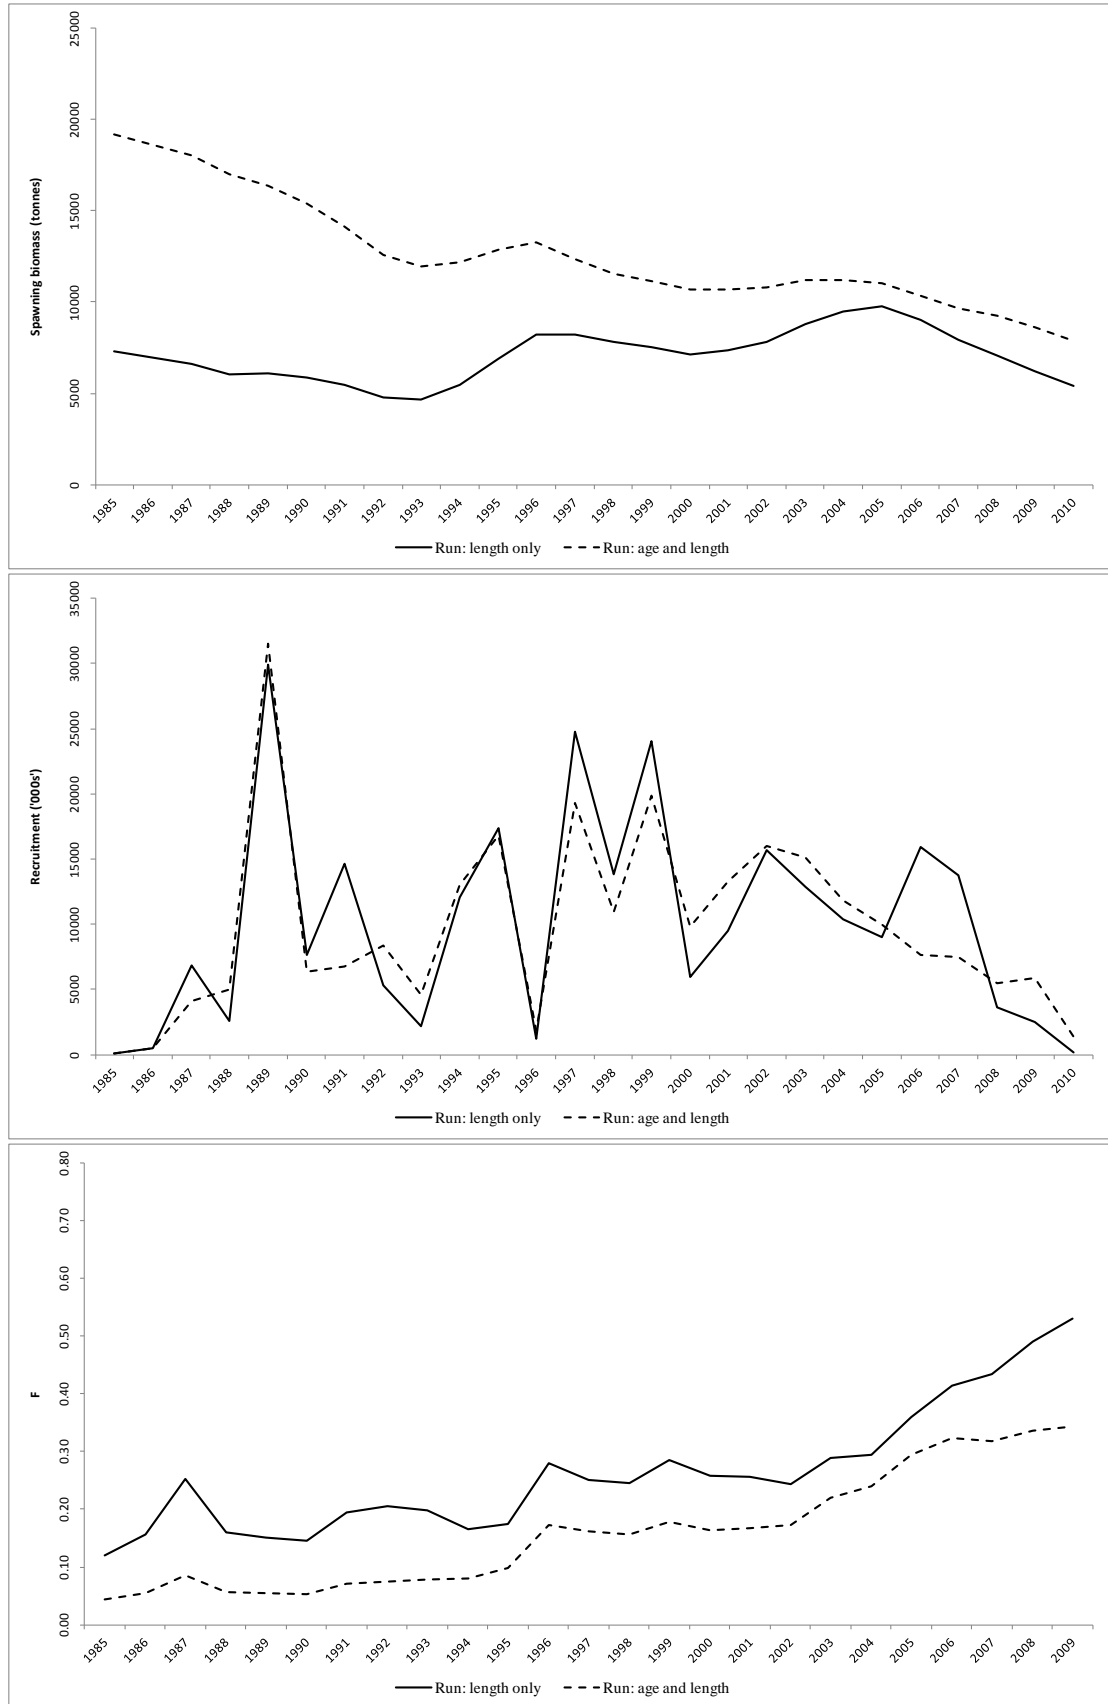 Spawning biomass (tonnes)
25000
20000
15000
10000
5000
0
1985 1986 1987 1988 1989 1990 1991 1992 1993 1994 1995 1996 1997 1998 1999 2000 2001 2002 2003 2004 2005 2006 2007 2008 2009 2010
Run: length only Run: age and length
Recruitment ('000s')
35000
30000
25000
20000
15000
10000
5000
0
1985 1986 1987 1988 1989 1990 1991 1992 1993 1994 1995 1996 1997 1998 1999 2000 2001 2002 2003 2004 2005 2006 2007 2008 2009 2010
Run: length only Run: age and length
F
0.80
0.70
0.60
0.50
0.40
0.30
0.20
0.10
0.00
1985 1986 1987 1988 1989 1990 1991 1992 1993 1994 1995 1996 1997 1998 1999 2000 2001 2002 2003 2004 2005 2006 2007 2008 2009
Run: length only Run: age and length